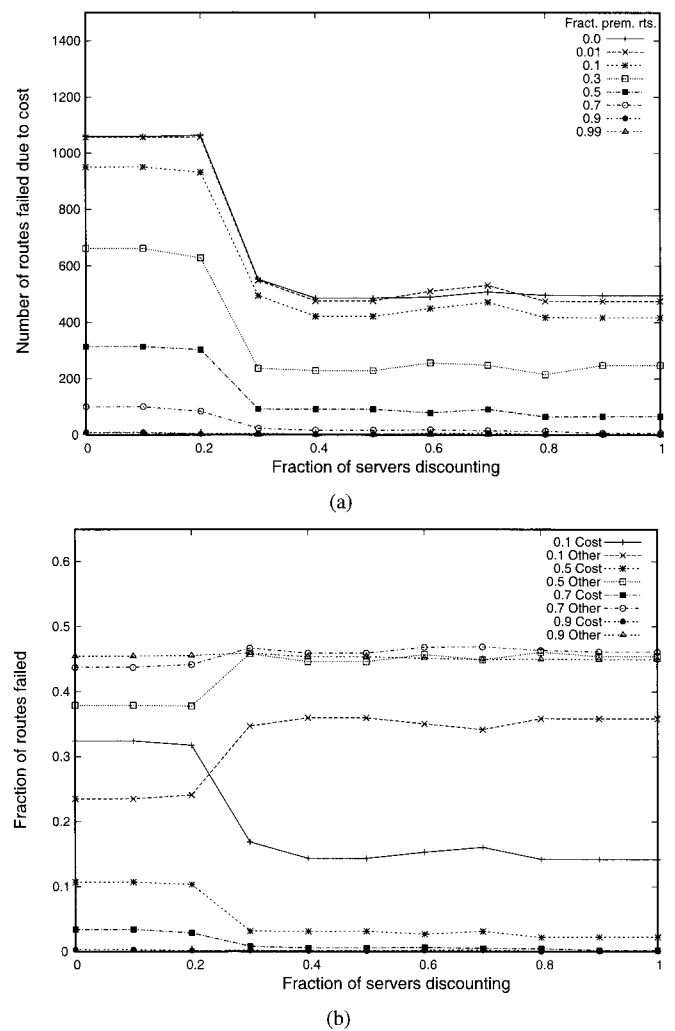 1400
1200
1000
800
600
400
200
0
Number of routes failed due to cost
Fract. prem. rts.
0.0
0.01
0.1
0.3
0.5
0.7
0.9
0.99
0 0.2 0.4 0.6 0.8 1
Fraction of servers discounting
(a)
0.6
0.5
0.4
0.3
0.2
0.1
0
Fraction of routes failed
0.1 Cost
0.1 Other
0.5 Cost
0.5 Other
0.7 Cost
0.7 Other
0.9 Cost
0.9 Other
0 0.2 0.4 0.6 0.8 1
Fraction of servers discounting
(b)